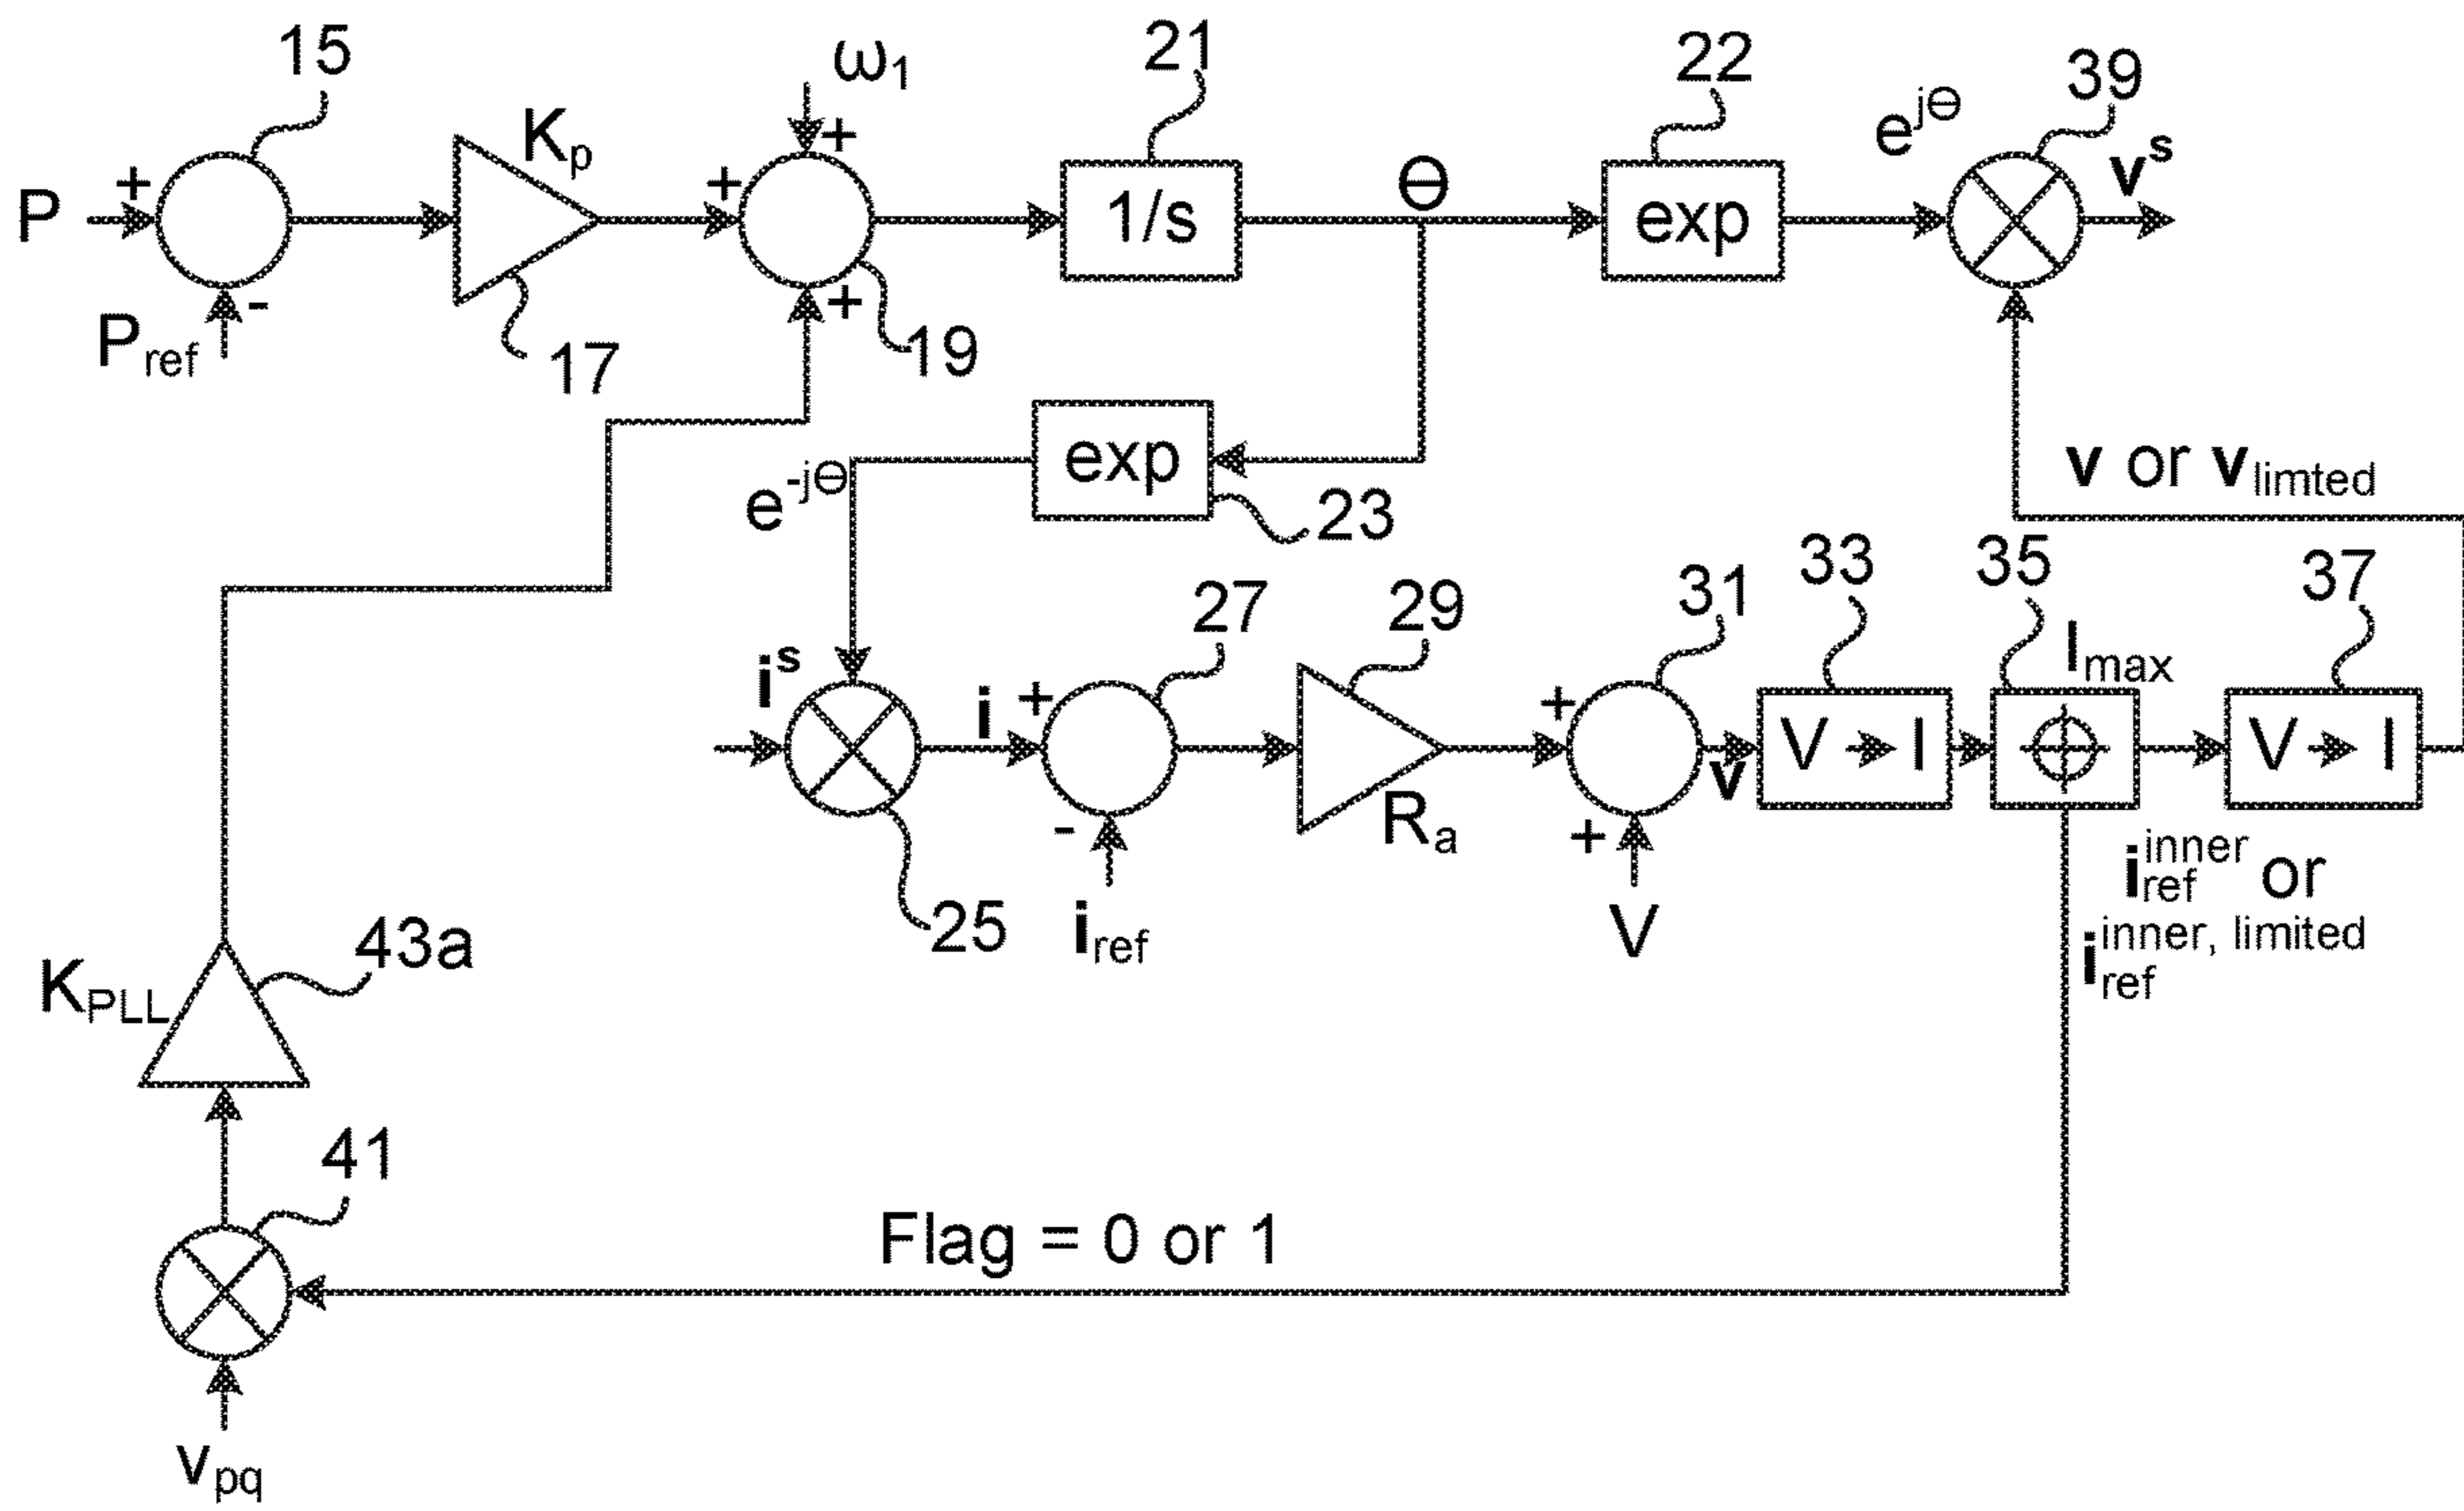 15
ω1
21
22
39
Kp
e^jΘ
v^s
P
+
+
+
1/s
Θ
exp
-
Pref
+
17
19
exp
v or vlimted
e^-jΘ
23
27
29
31
33
35
37
i^s
i
+
+
Imax
V → I
V → I
v
-
Ra
+
25
iref
V
iref^inner or
iref^inner, limited
43a
KPLL
41
Flag = 0 or 1
vpq